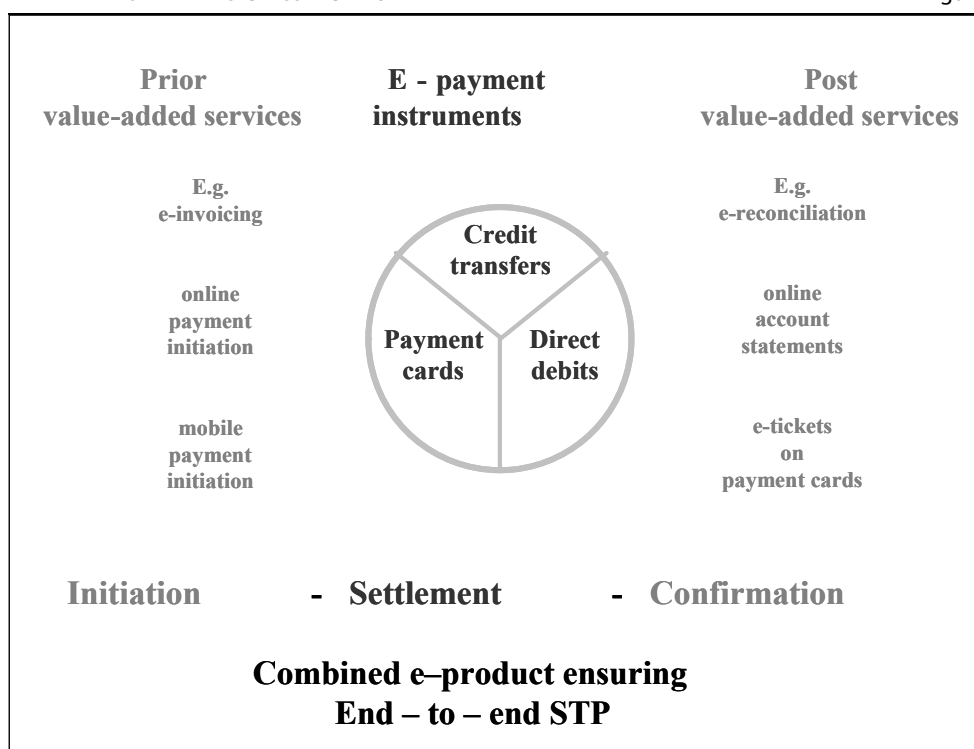 Prior
value-added services
E - payment
instruments
Post
value-added services
E.g.
e-invoicing
online
payment
initiation
mobile
payment
initiation
Credit
transfers
Payment
cards
Direct
debits
E.g.
e-reconciliation
online
account
statements
e-tickets
on
payment cards
Initiation - Settlement - Confirmation
Combined e–product ensuring
End – to – end STP